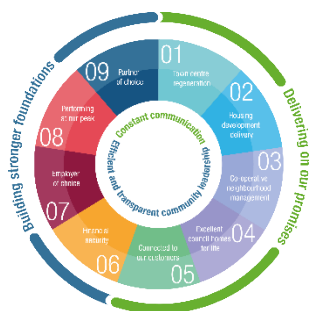 Building stronger foundations
Delivering on our promises
Constant communication
Efficient and transparent community leadership
01
Town centre
regeneration
02
Housing
development
delivery
03
Co-operative
neighbourhood
management
04
Excellent
council homes
for life
05
Connected to
our customers
06
Financial
security
07
Employer
of choice
08
Performing
at our peak
09
Partner
of choice